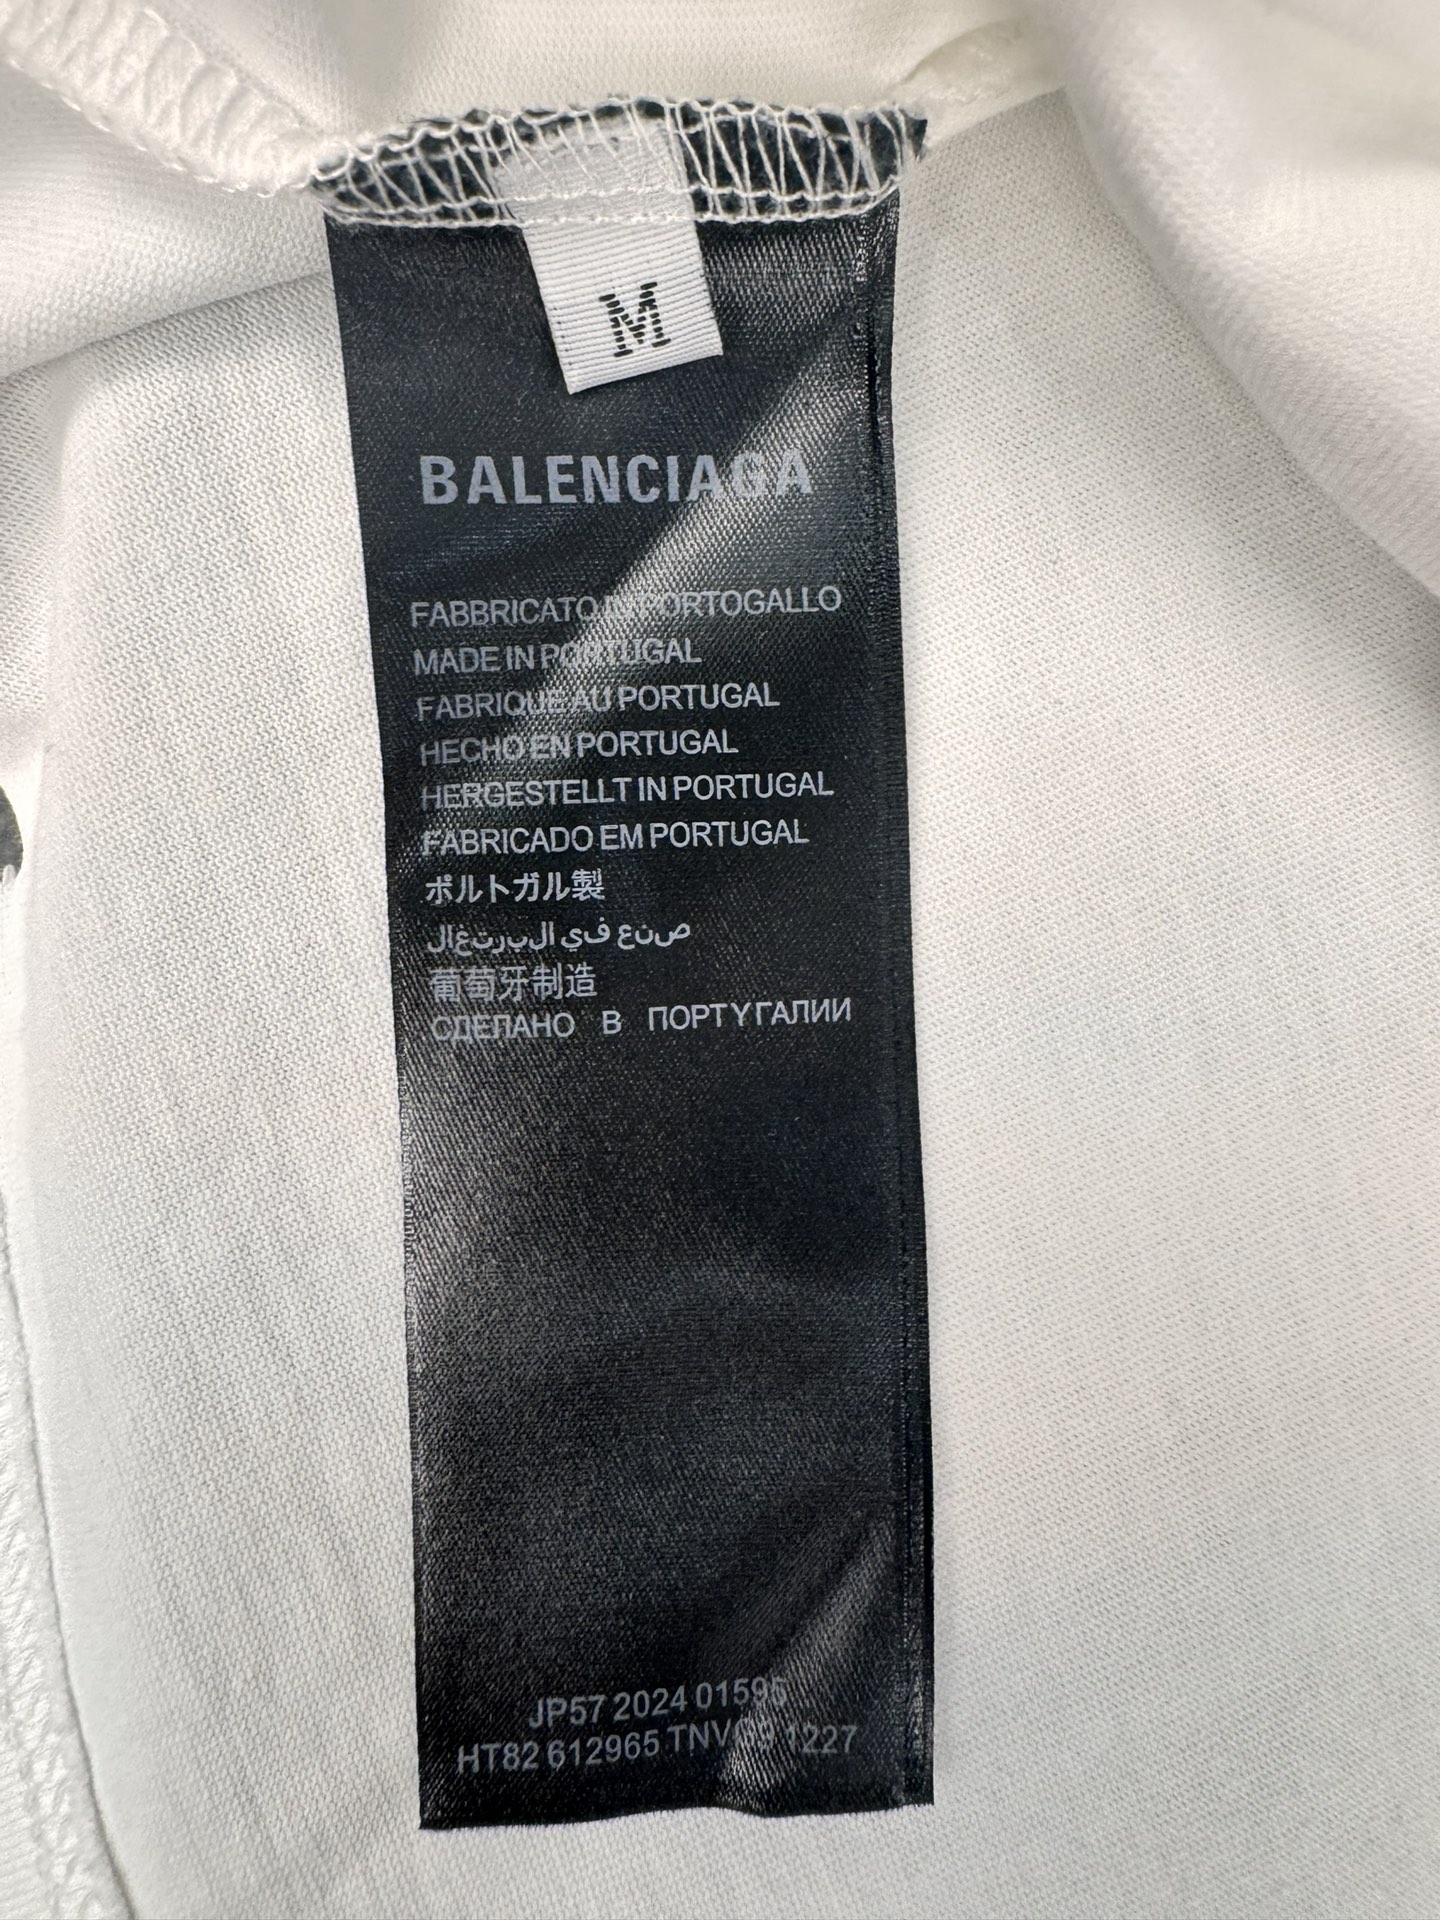 M
BALENCIAGA
FABBRICATO IN PORTOGALLO
MADE IN PORTUGAL
FABRIQUE AU PORTUGAL
HECHO EN PORTUGAL
HERGESTELLT IN PORTUGAL
FABRICADO EM PORTUGAL
ポルトガル製
صنع في البرتغال
葡萄牙制造
СДЕЛАНО В ПОРТУГАЛИИ
JP57 2024 01595
HT82 612965 1227